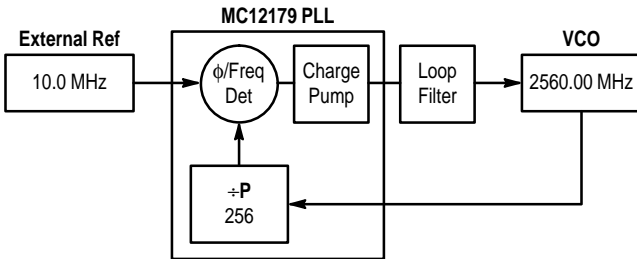 MC12179 PLL
External Ref
VCO
10.0 MHz
ϕ/Freq
Det
Charge
Pump
Loop
Filter
2560.00 MHz
÷P
256